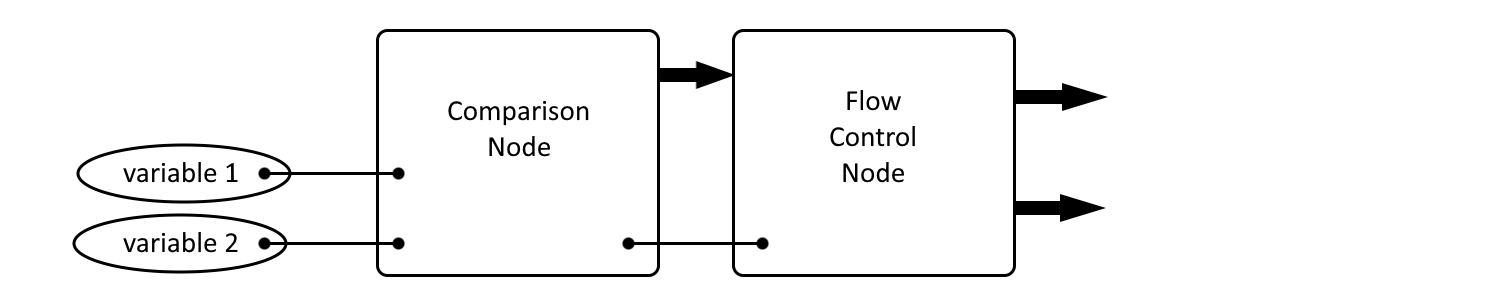 Comparison
Node
Flow
Control
Node
variable 1
variable 2